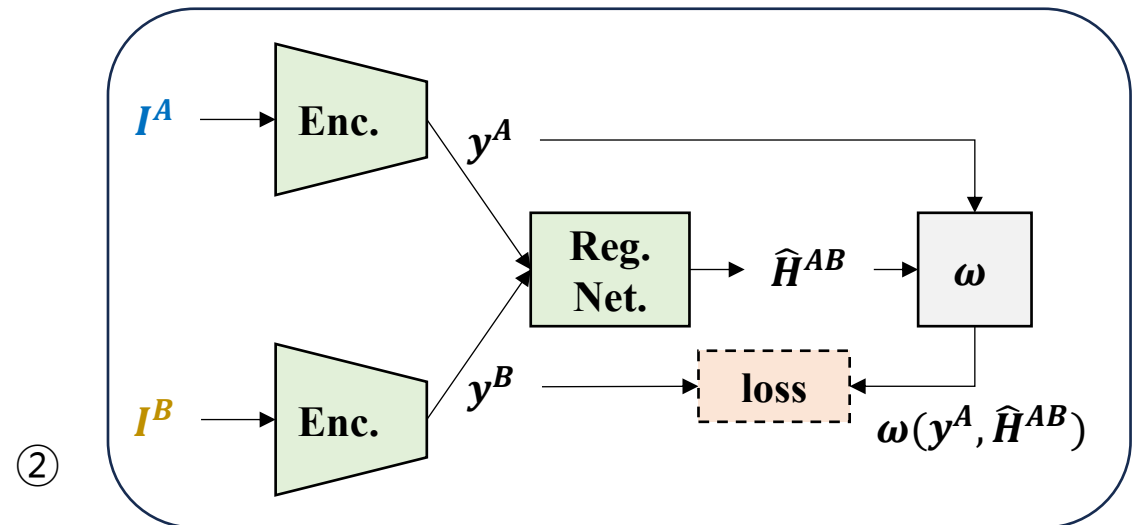 I^A
Enc.
y^A
Reg.
Net.
Ĥ^{AB}
ω
y^B
loss
I^B
Enc.
ω(y^A, Ĥ^{AB})
②